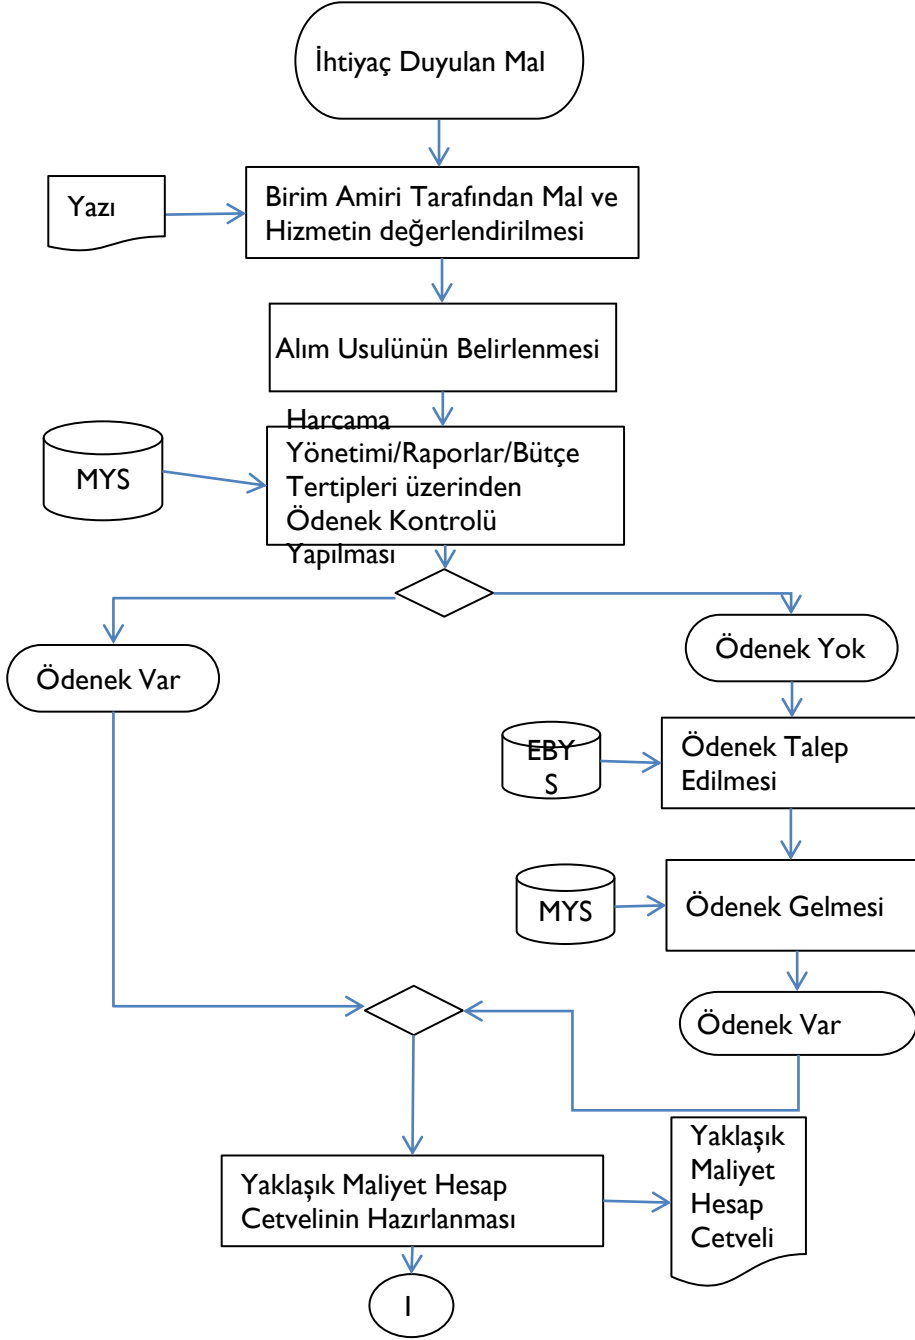 İhtiyaç Duyulan Mal
Yazı
Birim Amiri Tarafından Mal ve
Hizmetin değerlendirilmesi
Alım Usulünün Belirlenmesi
MYS
Harcama
Yönetimi/Raporlar/Bütçe
Tertipleri üzerinden
Ödenek Kontrolü
Yapılması
Ödenek Var
Ödenek Yok
EBY
S
Ödenek Talep
Edilmesi
MYS
Ödenek Gelmesi
Ödenek Var
Yaklaşık Maliyet Hesap
Cetvelinin Hazırlanması
Yaklaşık
Maliyet
Hesap
Cetveli
I